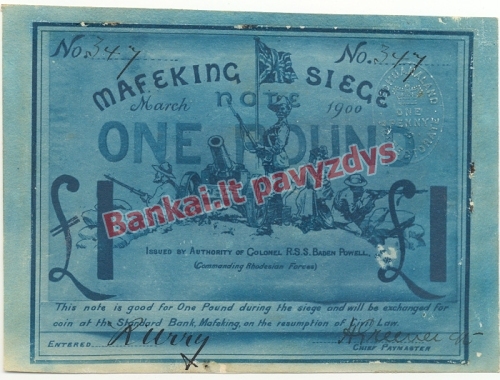 No. 347 No. 347
MAFEKING SIEGE
March NOTE 1900
ONE POUND
Bankai.lt pavyzdys
£1 £1
ISSUED BY AUTHORITY OF COLONEL R.S.S. BADEN POWELL,
(Commanding Rhodesian Forces)
This note is good for One Pound during the siege and will be exchanged for
coin at the Standard Bank, Mafeking, on the resumption of Civil Law.
ENTERED
CHIEF PAYMASTER
ONE
PENNY